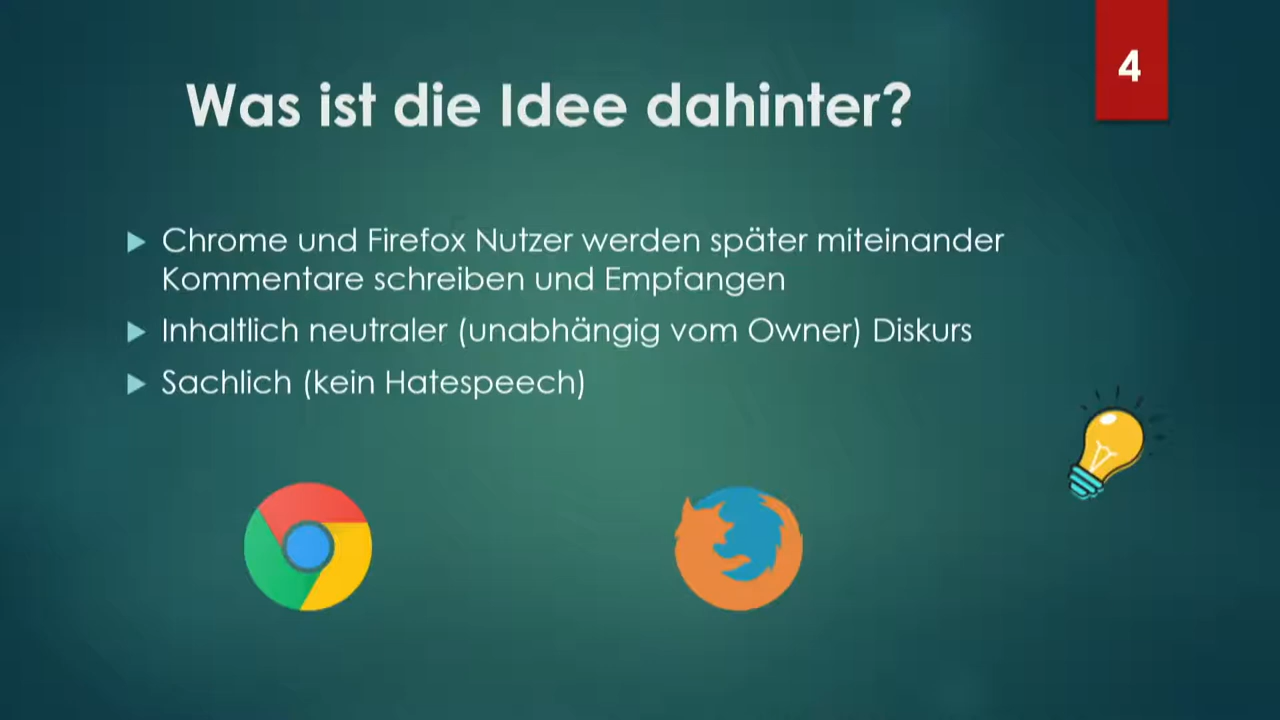 4
Was ist die Idee dahinter?
Chrome und Firefox Nutzer werden später miteinander
Kommentare schreiben und Empfangen
Inhaltlich neutraler (unabhängig vom Owner) Diskurs
Sachlich (kein Hatespeech)